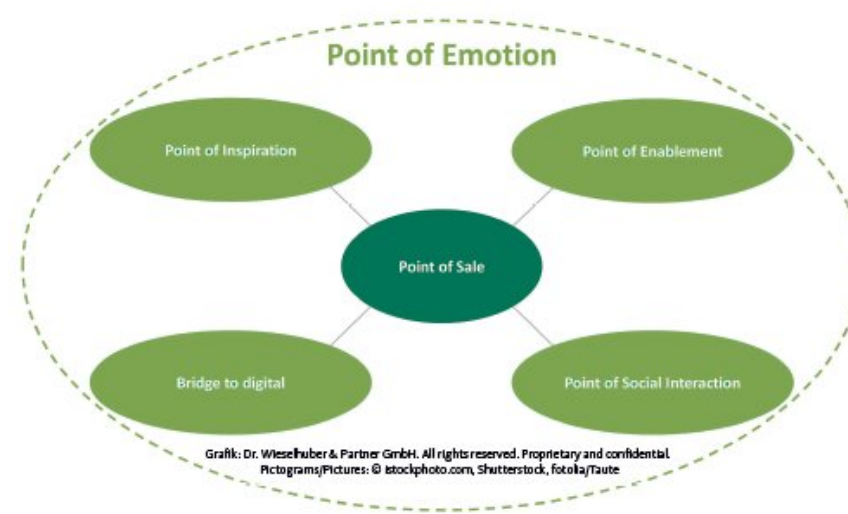 Point of Emotion
Point of Inspiration
Point of Enablement
Point of Sale
Bridge to digital
Point of Social Interaction
Grafik: Dr. Wieselhuber & Partner GmbH. All rights reserved. Proprietary and confidential.
Pictograms/Pictures: © istockphoto.com, Shutterstock, fotolia/Taute